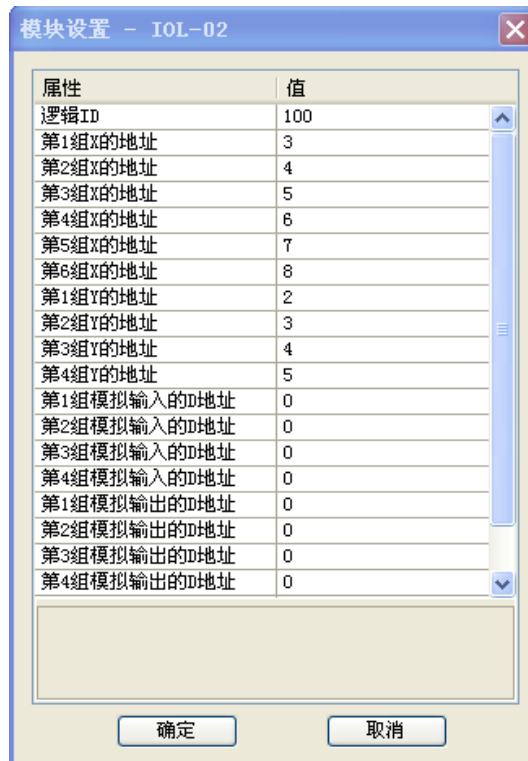 模块设置 - IOL-02
属性 值
逻辑ID 100
第1组X的地址 3
第2组X的地址 4
第3组X的地址 5
第4组X的地址 6
第5组X的地址 7
第6组X的地址 8
第1组Y的地址 2
第2组Y的地址 3
第3组Y的地址 4
第4组Y的地址 5
第1组模拟输入的D地址 0
第2组模拟输入的D地址 0
第3组模拟输入的D地址 0
第4组模拟输入的D地址 0
第1组模拟输出的D地址 0
第2组模拟输出的D地址 0
第3组模拟输出的D地址 0
第4组模拟输出的D地址 0
确定 取消